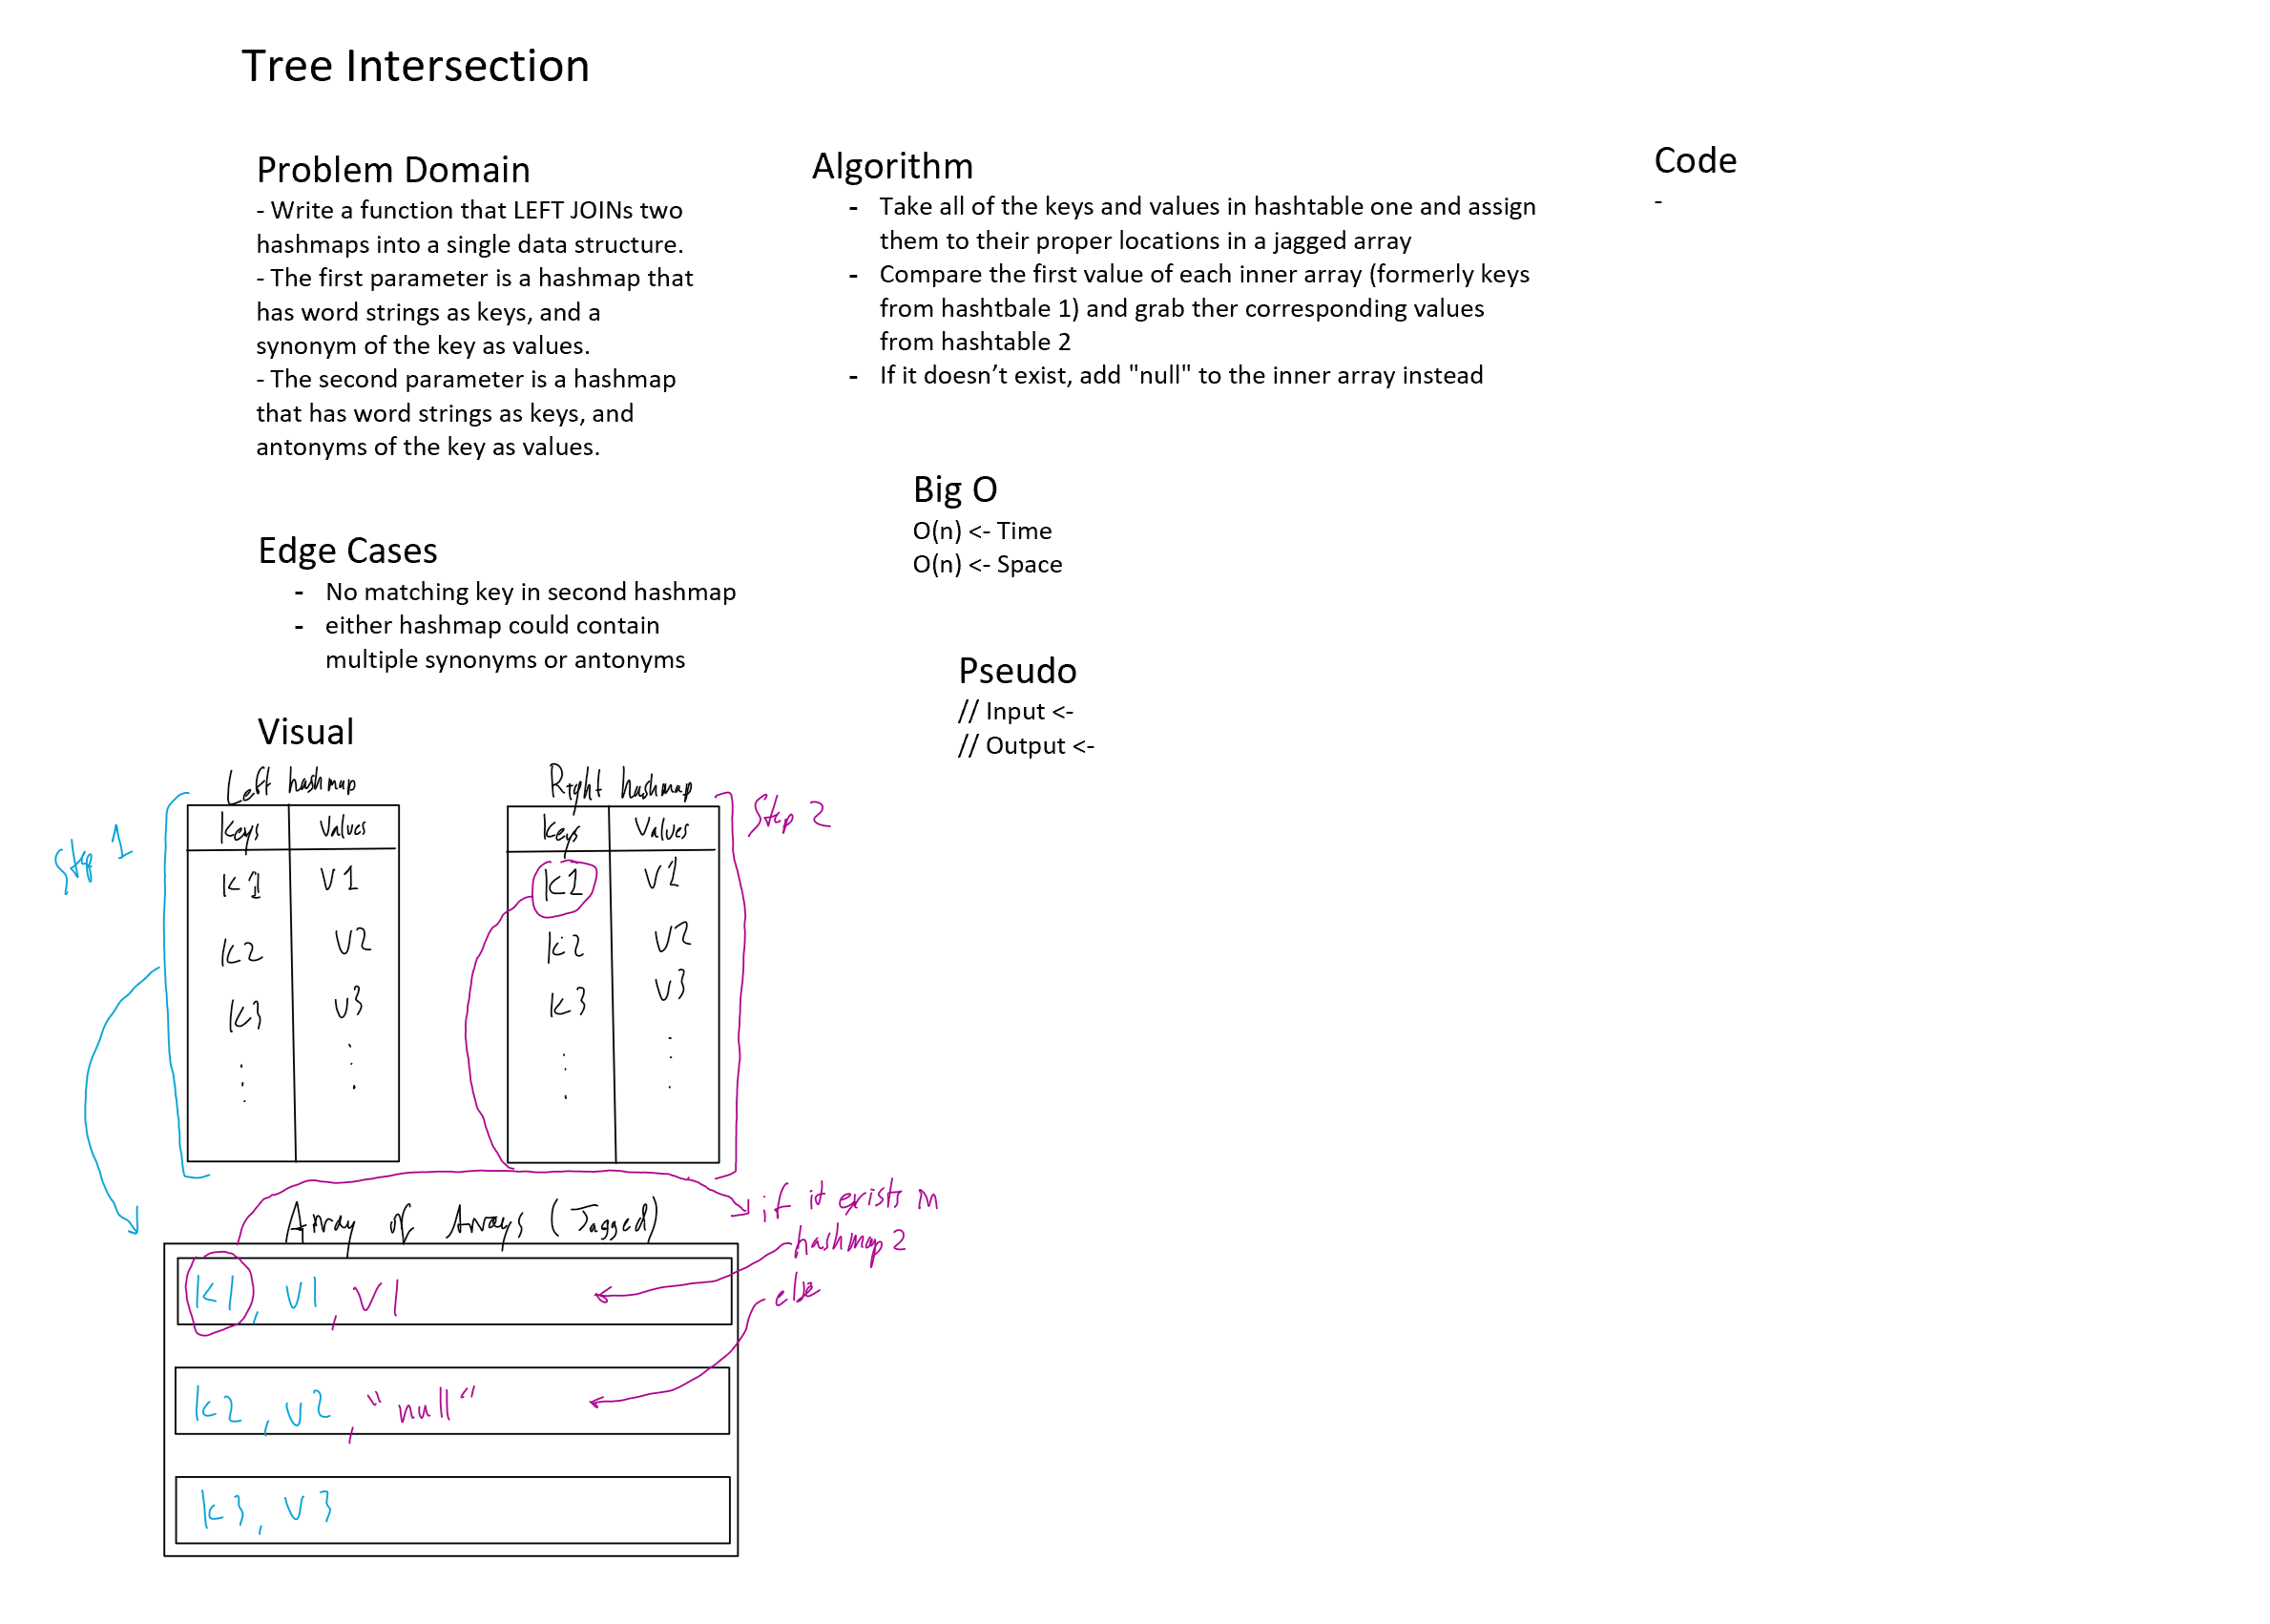 Tree Intersection
Problem Domain
- Write a function that LEFT JOINs two
hashmaps into a single data structure.
- The first parameter is a hashmap that
has word strings as keys, and a
synonym of the key as values.
- The second parameter is a hashmap
that has word strings as keys, and
antonyms of the key as values.
Edge Cases
- No matching key in second hashmap
- either hashmap could contain
multiple synonyms or antonyms
Visual
Algorithm
- Take all of the keys and values in hashtable one and assign
them to their proper locations in a jagged array
- Compare the first value of each inner array (formerly keys
from hashtbale 1) and grab ther corresponding values
from hashtable 2
- If it doesn’t exist, add "null" to the inner array instead
Big O
O(n) <- Time
O(n) <- Space
Pseudo
// Input <-
// Output <-
Code
-
Step 1
Left hashmap
Keys Values
K1 V1
K2 V2
K3 V3
Right hashmap
Keys Values
K1 V1
K2 V2
K3 V3
Step 2
Array of Arrays (Jagged)
K1, V1, V1
K2, V2, "null"
K3, V3
if it exists in
hashmap 2
else